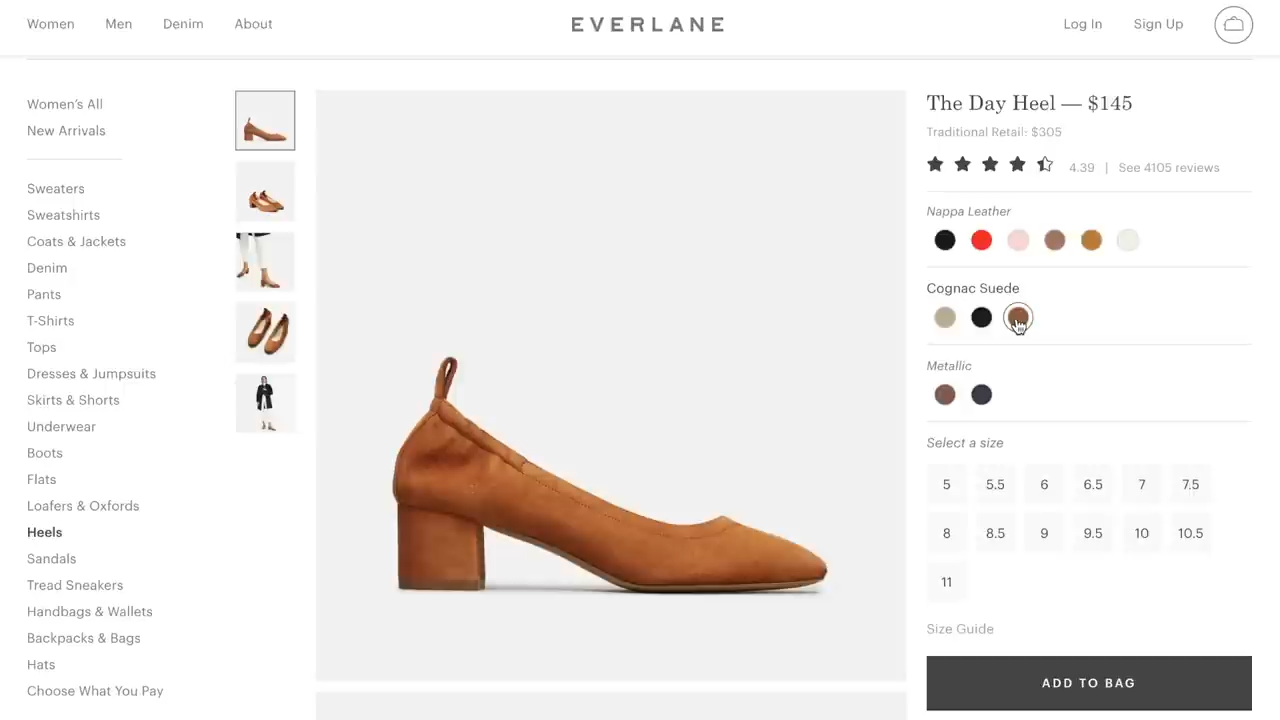 Women Men Denim About
EVERLANE
Log In Sign Up
Women's All
New Arrivals
Sweaters
Sweatshirts
Coats & Jackets
Denim
Pants
T-Shirts
Tops
Dresses & Jumpsuits
Skirts & Shorts
Underwear
Boots
Flats
Loafers & Oxfords
Heels
Sandals
Tread Sneakers
Handbags & Wallets
Backpacks & Bags
Hats
Choose What You Pay
The Day Heel — $145
Traditional Retail: $305
4.39 | See 4105 reviews
Nappa Leather
Cognac Suede
Metallic
Select a size
5 5.5 6 6.5 7 7.5
8 8.5 9 9.5 10 10.5
11
Size Guide
ADD TO BAG